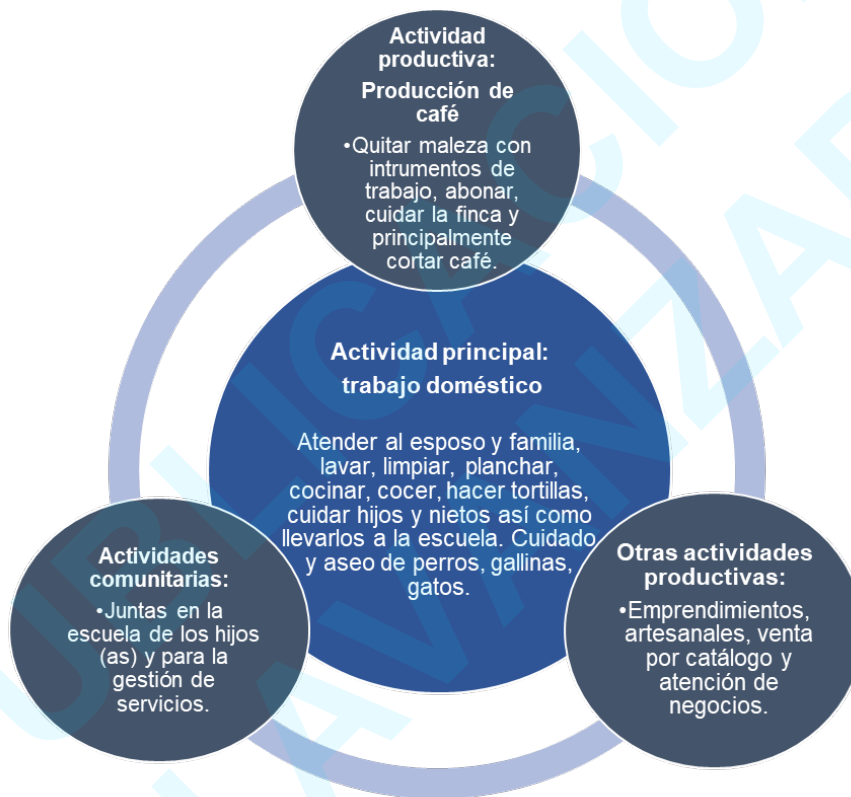 Actividad
productiva:
Producción de
café
•Quitar maleza con
intrumentos de
trabajo, abonar,
cuidar la finca y
principalmente
cortar café.
Actividad principal:
trabajo doméstico
Atender al esposo y familia,
lavar, limpiar, planchar,
cocinar, cocer, hacer tortillas,
cuidar hijos y nietos así como
llevarlos a la escuela. Cuidado
y aseo de perros, gallinas,
gatos.
Actividades
comunitarias:
•Juntas en la
escuela de los hijos
(as) y para la
gestión de
servicios.
Otras actividades
productivas:
•Emprendimientos,
artesanales, venta
por catálogo y
atención de
negocios.